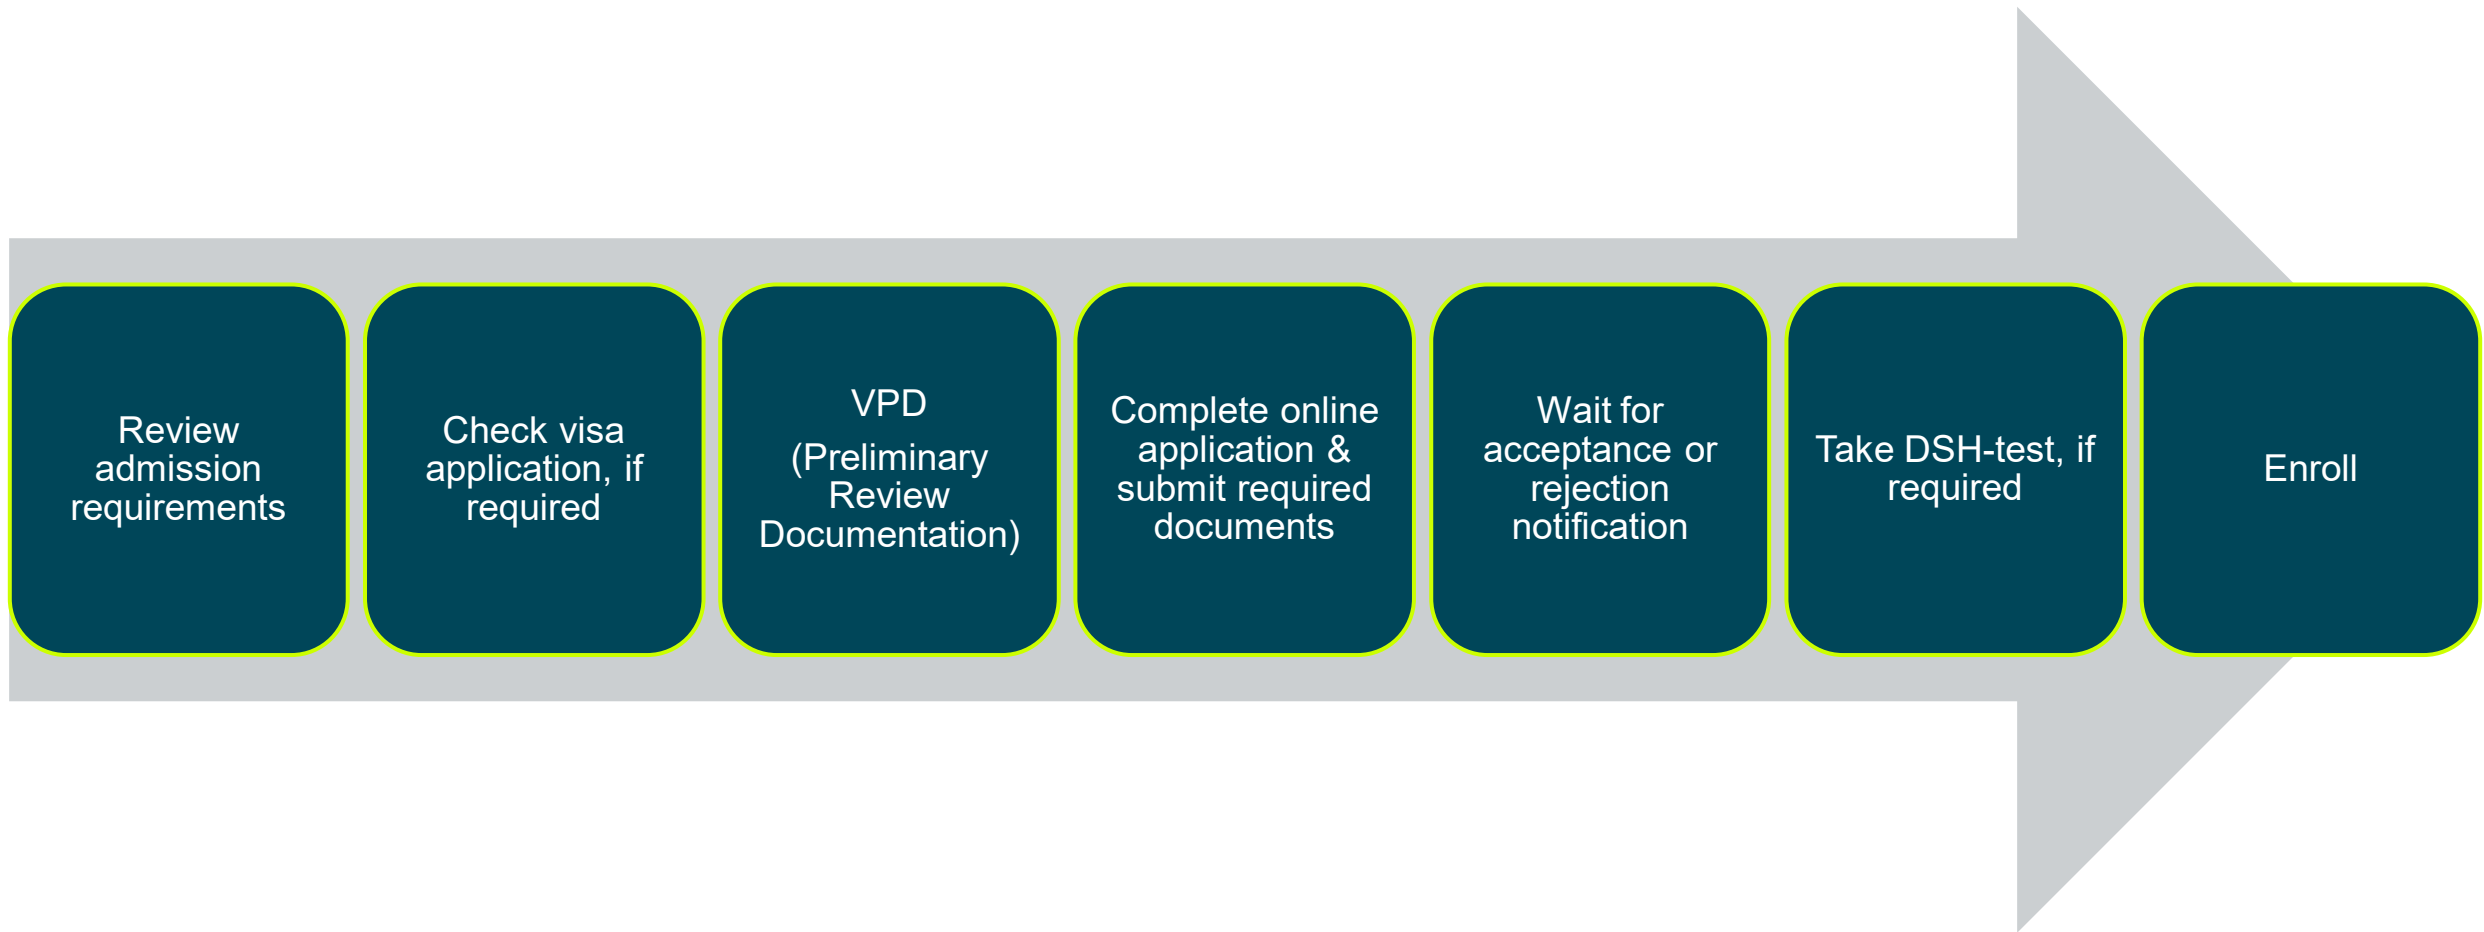 Review
admission
requirements
Check visa
application, if
required
VPD
(Preliminary
Review
Documentation)
Complete online
application &
submit required
documents
Wait for
acceptance or
rejection
notification
Take DSH-test, if
required
Enroll